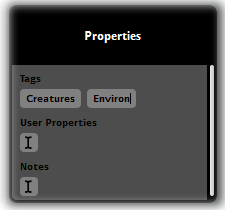 Properties
Tags
Creatures Environ
User Properties
Notes